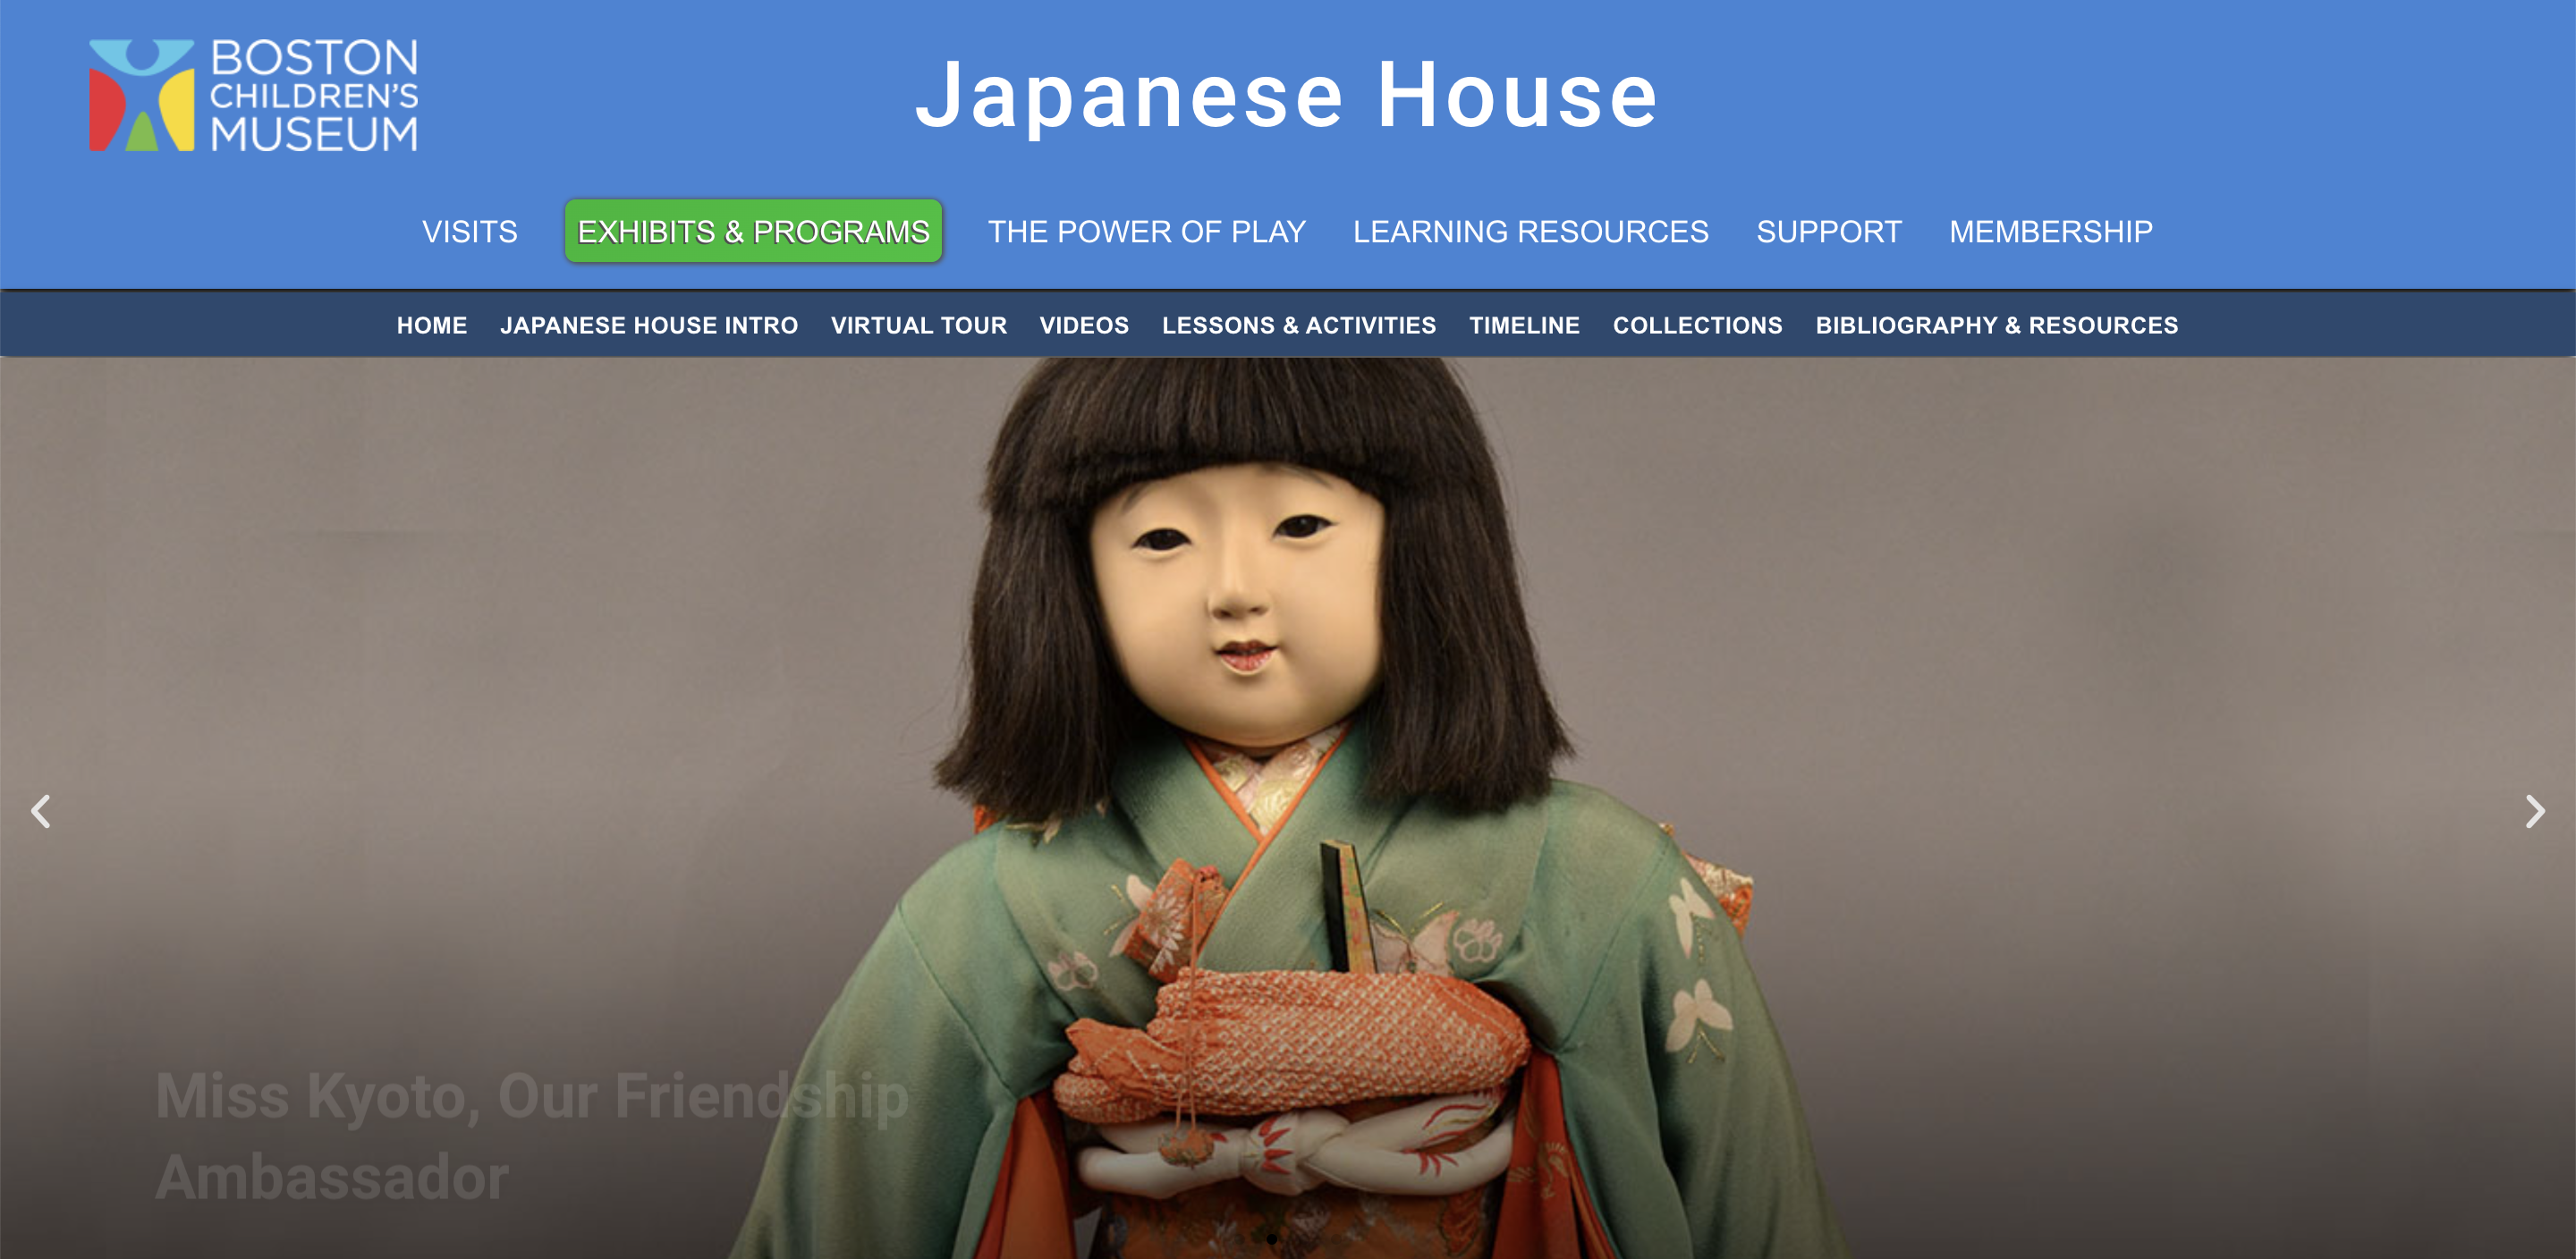 BOSTON
CHILDREN'S
MUSEUM
Japanese House
VISITS EXHIBITS & PROGRAMS THE POWER OF PLAY LEARNING RESOURCES SUPPORT MEMBERSHIP
HOME JAPANESE HOUSE INTRO VIRTUAL TOUR VIDEOS LESSONS & ACTIVITIES TIMELINE COLLECTIONS BIBLIOGRAPHY & RESOURCES
Miss Kyoto, Our Friendship
Ambassador